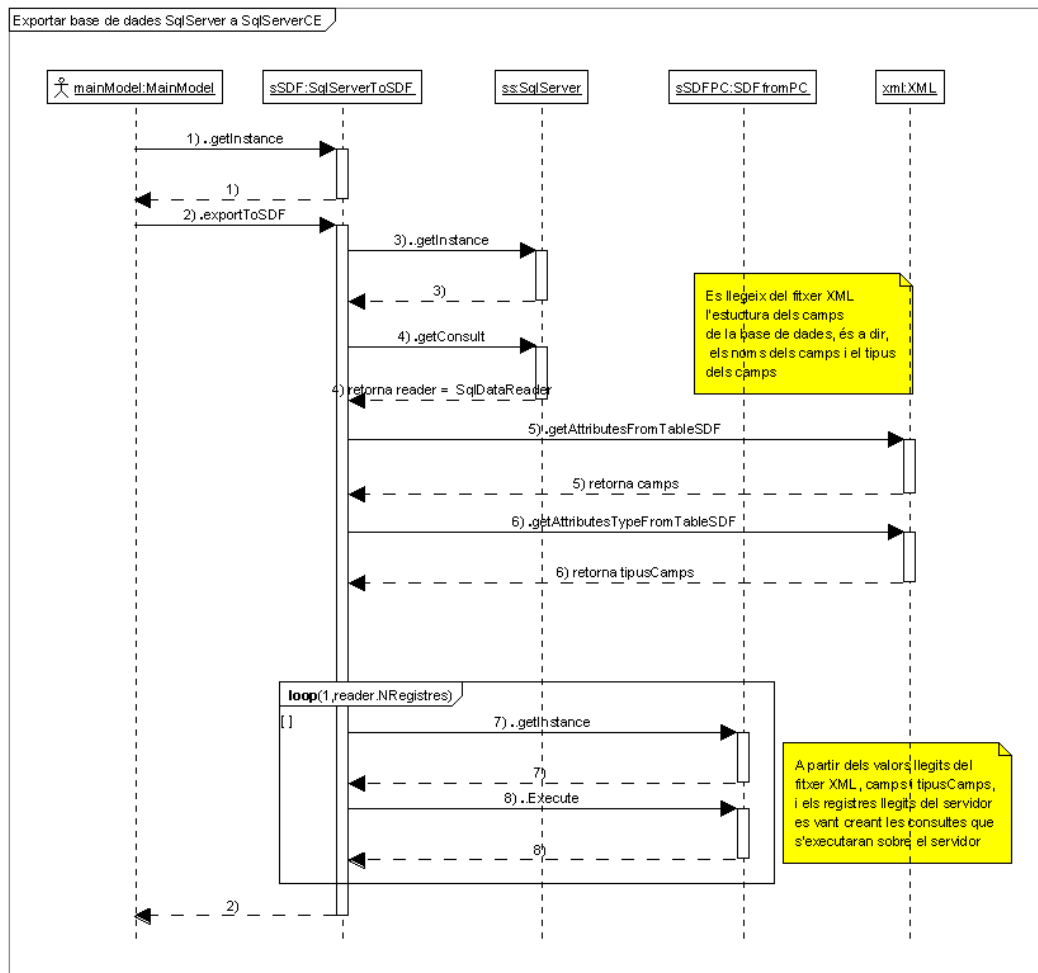 Exportar base de dades SqlServer a SqlServerCE
mainModel:MainModel
sSDF:SqlServerToSDF
ss:SqlServer
sSDFPC:SDFfromPC
xml:XML
1) ..getInstance
1)
2) .exportToSDF
3) ..getInstance
3)
Es llegeix del fitxer XML
l'estuctura dels camps
de la base de dades, és a dir,
els noms dels camps i el tipus
dels camps
4) .getConsult
4) retorna reader = SqlDataReader
5) .getAttributesFromTableSDF
5) retorna camps
6) .getAttributesTypeFromTableSDF
6) retorna tipusCamps
loop(1,reader.NRegistres)
[ ]
7) ..getInstance
7)
8) ..Execute
8)
A partir dels valors llegits del
fitxer XML, camps i tipusCamps,
i els registres llegits del servidor
es vant creant les consultes que
s'executaran sobre el servidor
2)